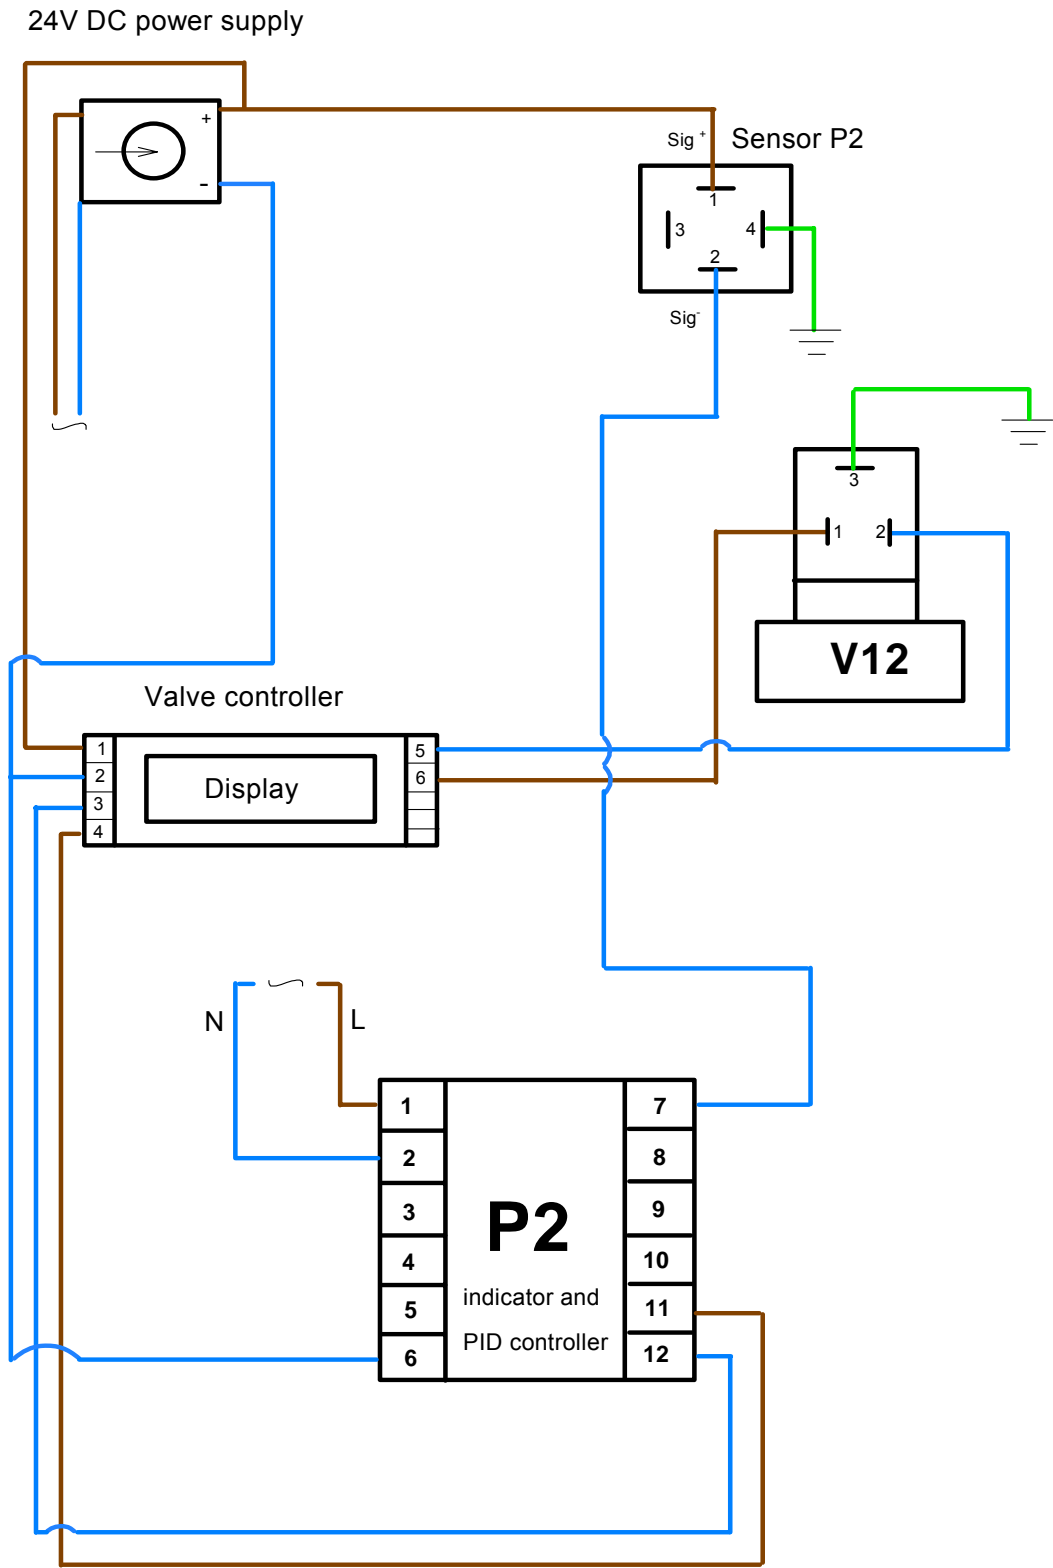 24V DC power supply
+
-
Sig +
Sensor P2
1
3
4
2
Sig-
3
1
2
V12
Valve controller
1
2
3
4
Display
5
6
N
L
1
2
3
4
5
6
P2
indicator and
PID controller
7
8
9
10
11
12